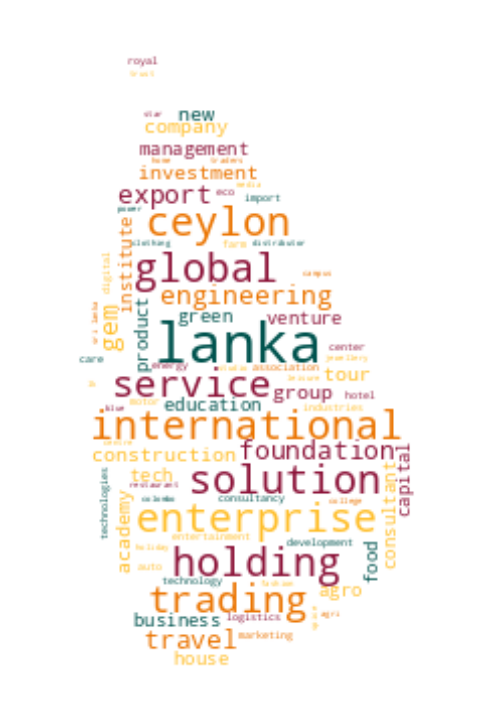 royal
trust
star new
company
management
home traders
investment
media
export eco import
power
ceylon
institute
clothing farm distributor
digital
global campus
engineering
gem
product
green venture
sri lanka
lanka
center
care energy studio association jewellery
leisure tour
service group hotel
motor education industries
blue
international
centre
construction foundation
capital
tech solution
restaurant
technologies
colombo consultancy college
academy
enterprise
consultant
entertainment
holiday development
holding
food
auto
technology fashion
trading agro
business logistics agri
travel marketing
house